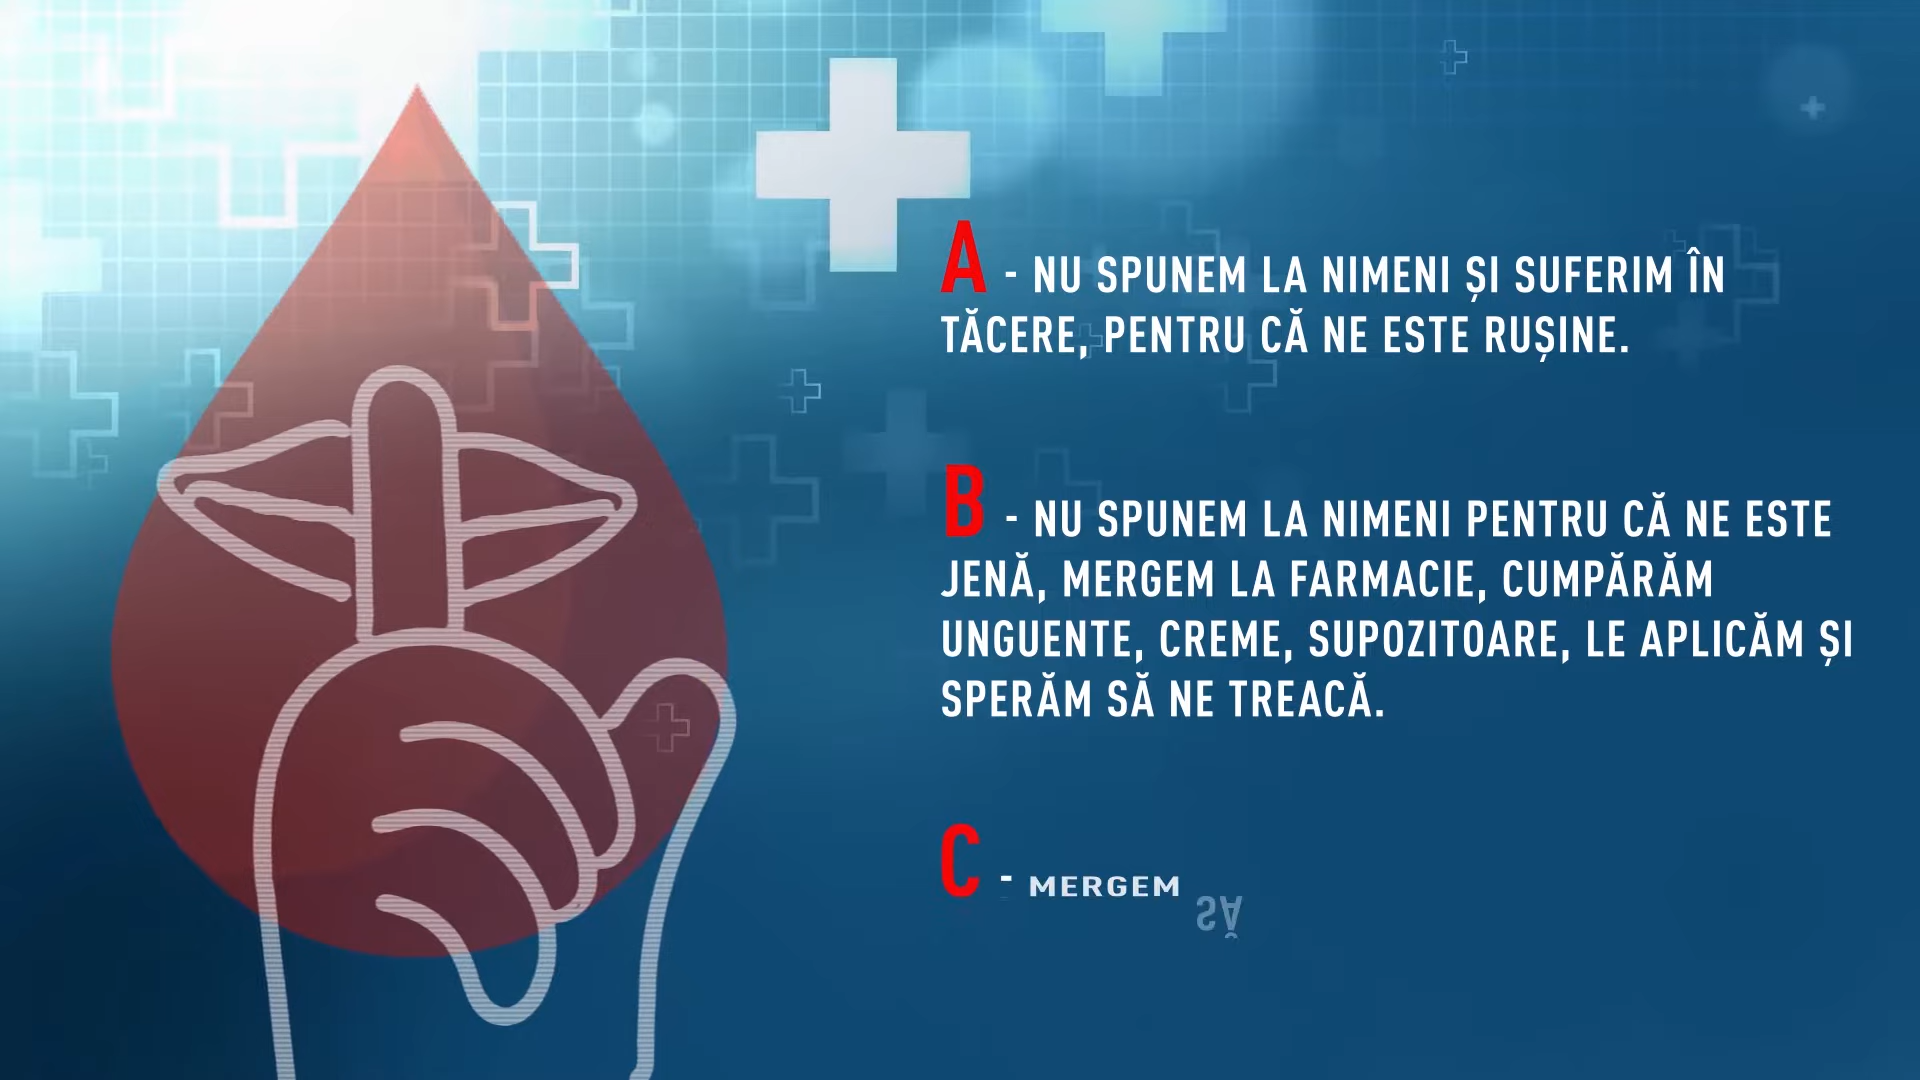 A - NU SPUNEM LA NIMENI ȘI SUFERIM ÎN
TĂCERE, PENTRU CĂ NE ESTE RUȘINE.
B - NU SPUNEM LA NIMENI PENTRU CĂ NE ESTE
JENĂ, MERGEM LA FARMACIE, CUMPĂRĂM
UNGUENTE, CREME, SUPOZITOARE, LE APLICĂM ȘI
SPERĂM SĂ NE TREACĂ.
C - MERGEM SĂ